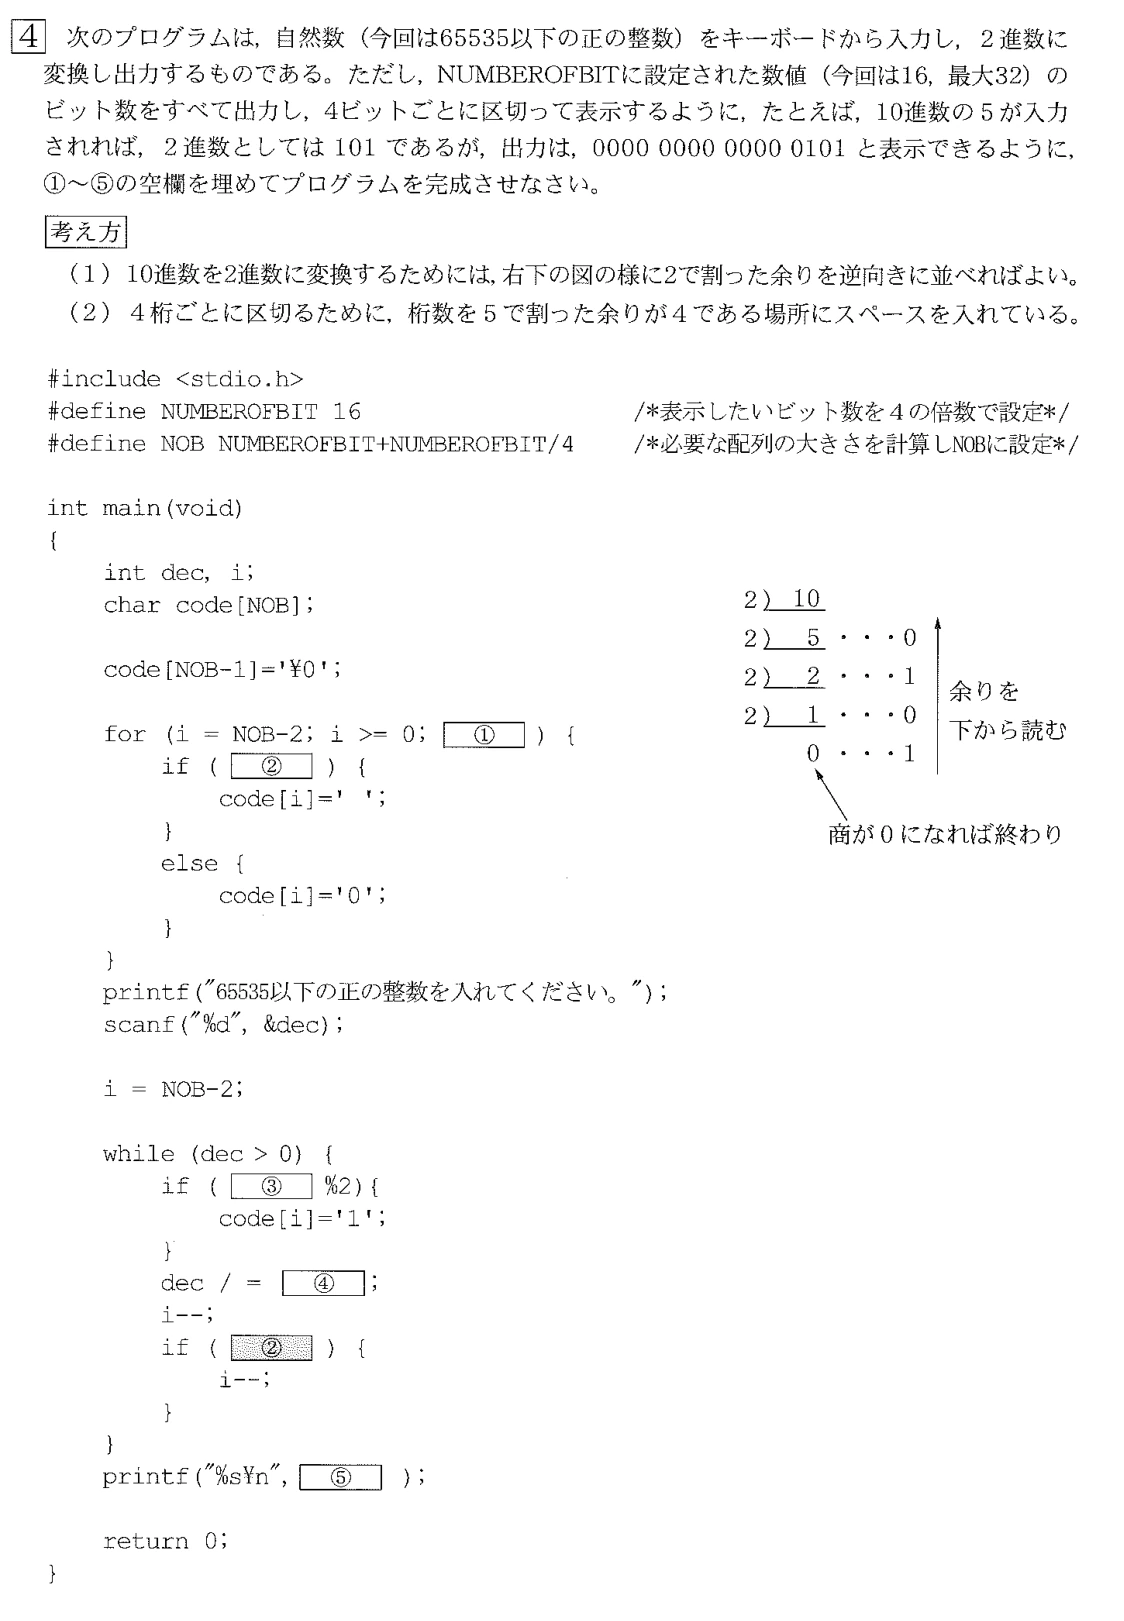 4 次のプログラムは，自然数（今回は65535以下の正の整数）をキーボードから入力し，２進数に
変換し出力するものである。ただし，NUMBEROFBITに設定された数値（今回は16，最大32）の
ビット数をすべて出力し，4ビットごとに区切って表示するように，たとえば，10進数の５が入力
されれば，２進数としては 101 であるが，出力は，0000 0000 0000 0101 と表示できるように，
①～⑤の空欄を埋めてプログラムを完成させなさい。
考え方
（１）10進数を2進数に変換するためには，右下の図の様に2で割った余りを逆向きに並べればよい。
（２）４桁ごとに区切るために，桁数を５で割った余りが４である場所にスペースを入れている。
#include <stdio.h>
#define NUMBEROFBIT 16 /*表示したいビット数を４の倍数で設定*/
#define NOB NUMBEROFBIT+NUMBEROFBIT/4 /*必要な配列の大きさを計算しNOBに設定*/
int main(void)
{
int dec, i;
char code[NOB];
code[NOB-1]='¥0';
for (i = NOB-2; i >= 0; ① ) {
if ( ② ) {
code[i]=' ';
}
else {
code[i]='0';
}
}
printf("65535以下の正の整数を入れてください。");
scanf("%d", &dec);
i = NOB-2;
while (dec > 0) {
if ( ③ %2){
code[i]='1';
}
dec / = ④ ;
i--;
if ( ② ) {
i--;
}
}
printf("%s¥n", ⑤ );
return 0;
}
2) 10
2) 5 ・・・0
2) 2 ・・・1
2) 1 ・・・0
0 ・・・1
余りを
下から読む
商が０になれば終わり